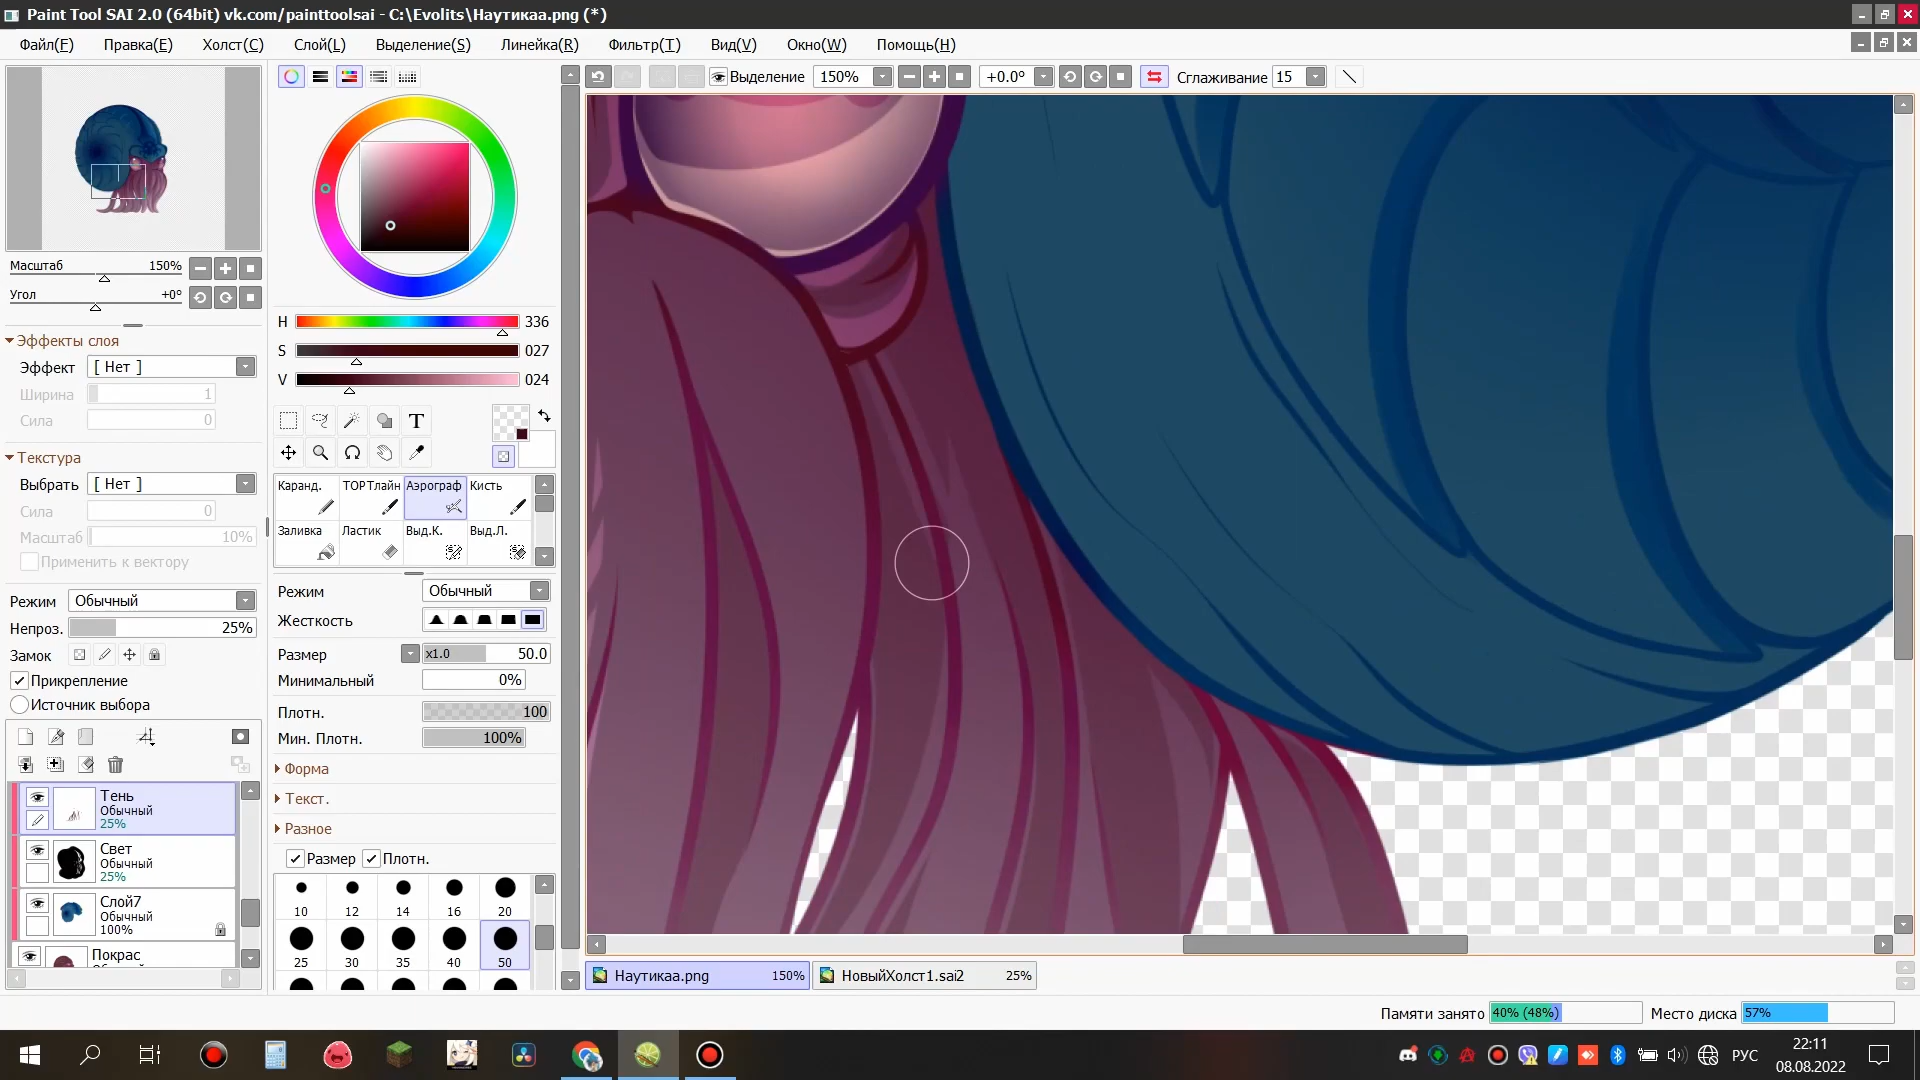 Paint Tool SAI 2.0 (64bit) vk.com/painttoolsai - C:\Evolits\Наутикаа.png (*)
Файл(F) Правка(E) Холст(C) Слой(L) Выделение(S) Линейка(R) Фильтр(T) Вид(V) Окно(W) Помощь(H)
Выделение 150% +0.0º Сглаживание 15
Масштаб 150%
Угол +0º
Эффекты слоя
Эффект [ Нет ]
Ширина 1
Сила 0
Текстура
Выбрать [ Нет ]
Сила 0
Масштаб 10%
Применить к вектору
Режим Обычный
Непроз. 25%
Замок
Прикрепление
Источник выбора
Тень
Обычный
25%
Свет
Обычный
25%
Слой7
Обычный
100%
Покрас
H 336
S 027
V 024
T
Каранд. ТОРТлайн Аэрограф Кисть
Заливка Ластик Выд.К. Выд.Л.
Режим Обычный
Жесткость
Размер x1.0 50.0
Минимальный 0%
Плотн. 100
Мин. Плотн. 100%
Форма
Текст.
Разное
Размер Плотн.
10 12 14 16 20
25 30 35 40 50
Наутикаа.png 150% НовыйХолст1.sai2 25%
Памяти занято 40% (48%) Место диска 57%
РУС
22:11
08.08.2022